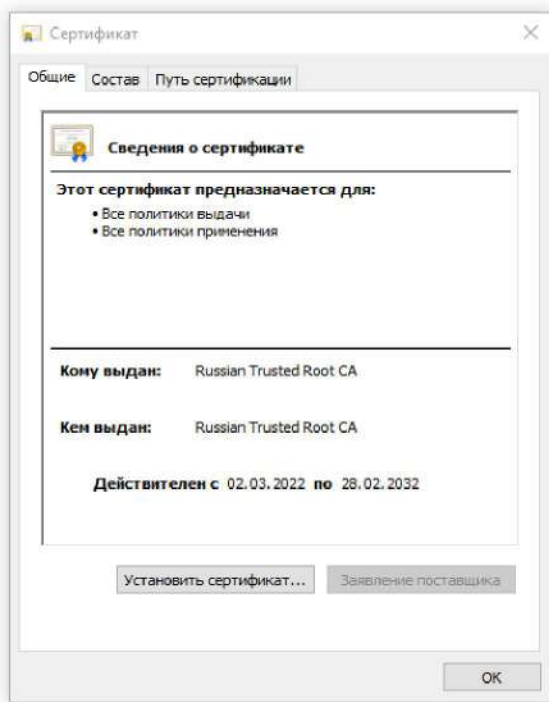 Сертификат
Общие Состав Путь сертификации
Сведения о сертификате
Этот сертификат предназначается для:
• Все политики выдачи
• Все политики применения
Кому выдан: Russian Trusted Root CA
Кем выдан: Russian Trusted Root CA
Действителен с 02.03.2022 по 28.02.2032
Установить сертификат... Заявление поставщика
ОК